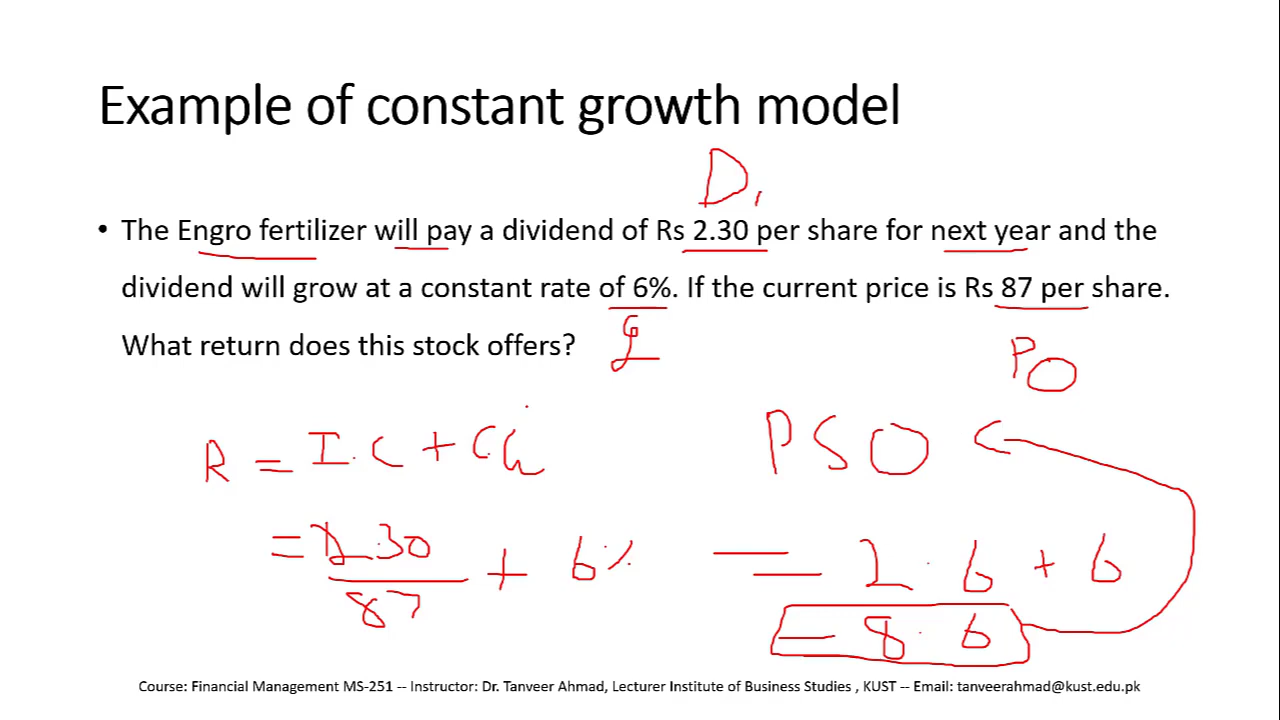 Example of constant growth model
D₁
• The Engro fertilizer will pay a dividend of Rs 2.30 per share for next year and the
dividend will grow at a constant rate of 6%. If the current price is Rs 87 per share.
What return does this stock offers?
g
P0
R = I.C + C.G
PSO
= 2.30 / 87 + 6%
= 2.6 + 6
= 8.6
Course: Financial Management MS-251 -- Instructor: Dr. Tanveer Ahmad, Lecturer Institute of Business Studies , KUST -- Email: tanveerahmad@kust.edu.pk